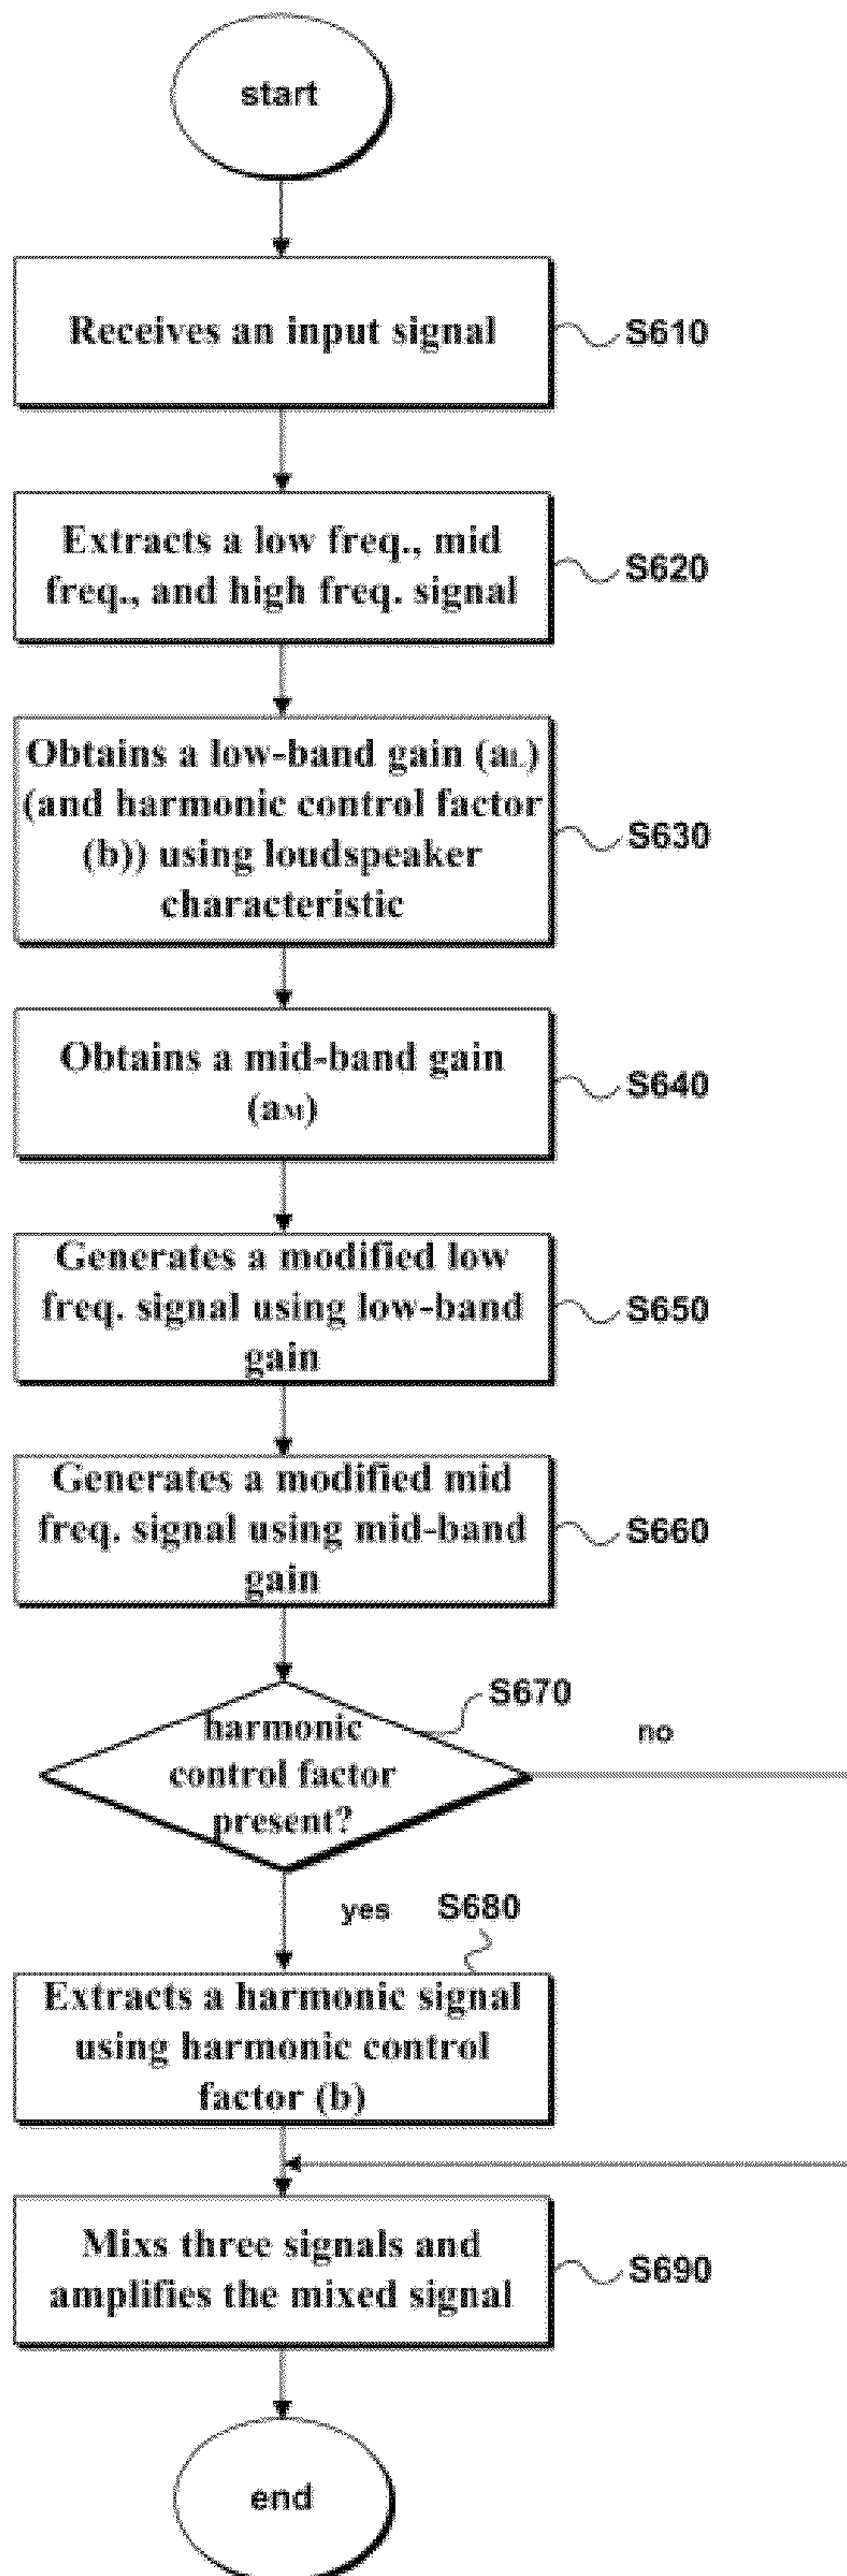 start
Receives an input signal
S610
Extracts a low freq., mid
freq., and high freq. signal
S620
Obtains a low-band gain (aL)
(and harmonic control factor
(b)) using loudspeaker
characteristic
S630
Obtains a mid-band gain
(aM)
S640
Generates a modified low
freq. signal using low-band
gain
S650
Generates a modified mid
freq. signal using mid-band
gain
S660
S670
harmonic
control factor
present?
no
yes
S680
Extracts a harmonic signal
using harmonic control
factor (b)
Mixs three signals and
amplifies the mixed signal
S690
end